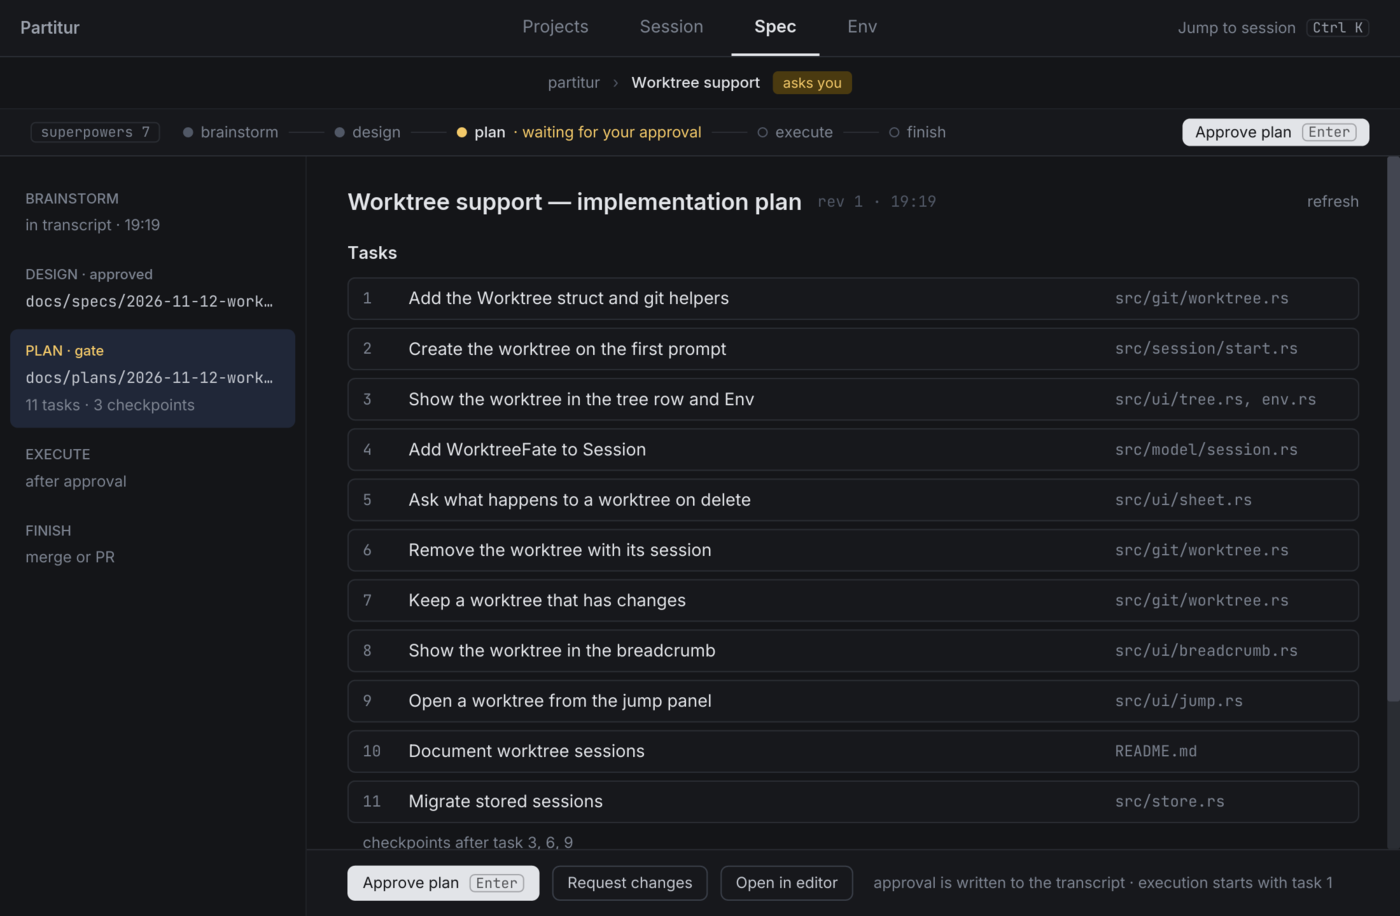 Partitur
Projects Session Spec Env
Jump to session Ctrl K
partitur › Worktree support asks you
superpowers 7 brainstorm design plan · waiting for your approval execute finish Approve plan Enter
BRAINSTORM
in transcript · 19:19
DESIGN · approved
docs/specs/2026-11-12-work…
PLAN · gate
docs/plans/2026-11-12-work…
11 tasks · 3 checkpoints
EXECUTE
after approval
FINISH
merge or PR
Worktree support — implementation plan rev 1 · 19:19 refresh
Tasks
1 Add the Worktree struct and git helpers src/git/worktree.rs
2 Create the worktree on the first prompt src/session/start.rs
3 Show the worktree in the tree row and Env src/ui/tree.rs, env.rs
4 Add WorktreeFate to Session src/model/session.rs
5 Ask what happens to a worktree on delete src/ui/sheet.rs
6 Remove the worktree with its session src/git/worktree.rs
7 Keep a worktree that has changes src/git/worktree.rs
8 Show the worktree in the breadcrumb src/ui/breadcrumb.rs
9 Open a worktree from the jump panel src/ui/jump.rs
10 Document worktree sessions README.md
11 Migrate stored sessions src/store.rs
checkpoints after task 3, 6, 9
Approve plan Enter Request changes Open in editor approval is written to the transcript · execution starts with task 1